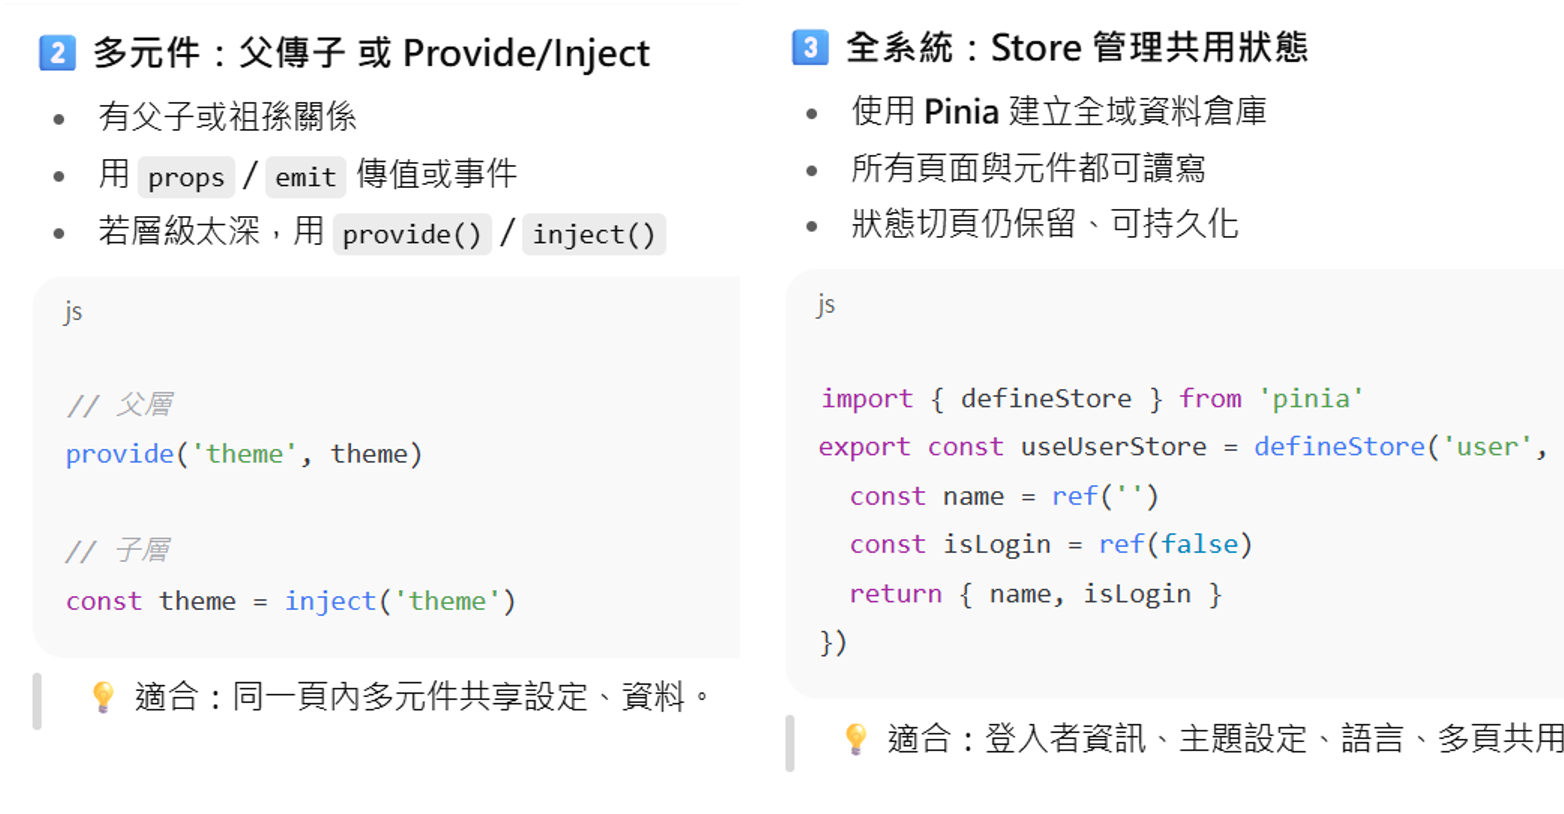 2 多元件：父傳子 或 Provide/Inject
• 有父子或祖孫關係
• 用 props / emit 傳值或事件
• 若層級太深，用 provide() / inject()
js
// 父層
provide('theme', theme)
// 子層
const theme = inject('theme')
💡 適合：同一頁內多元件共享設定、資料。
3 全系統：Store 管理共用狀態
• 使用 Pinia 建立全域資料倉庫
• 所有頁面與元件都可讀寫
• 狀態切頁仍保留、可持久化
js
import { defineStore } from 'pinia'
export const useUserStore = defineStore('user',
const name = ref('')
const isLogin = ref(false)
return { name, isLogin }
})
💡 適合：登入者資訊、主題設定、語言、多頁共用